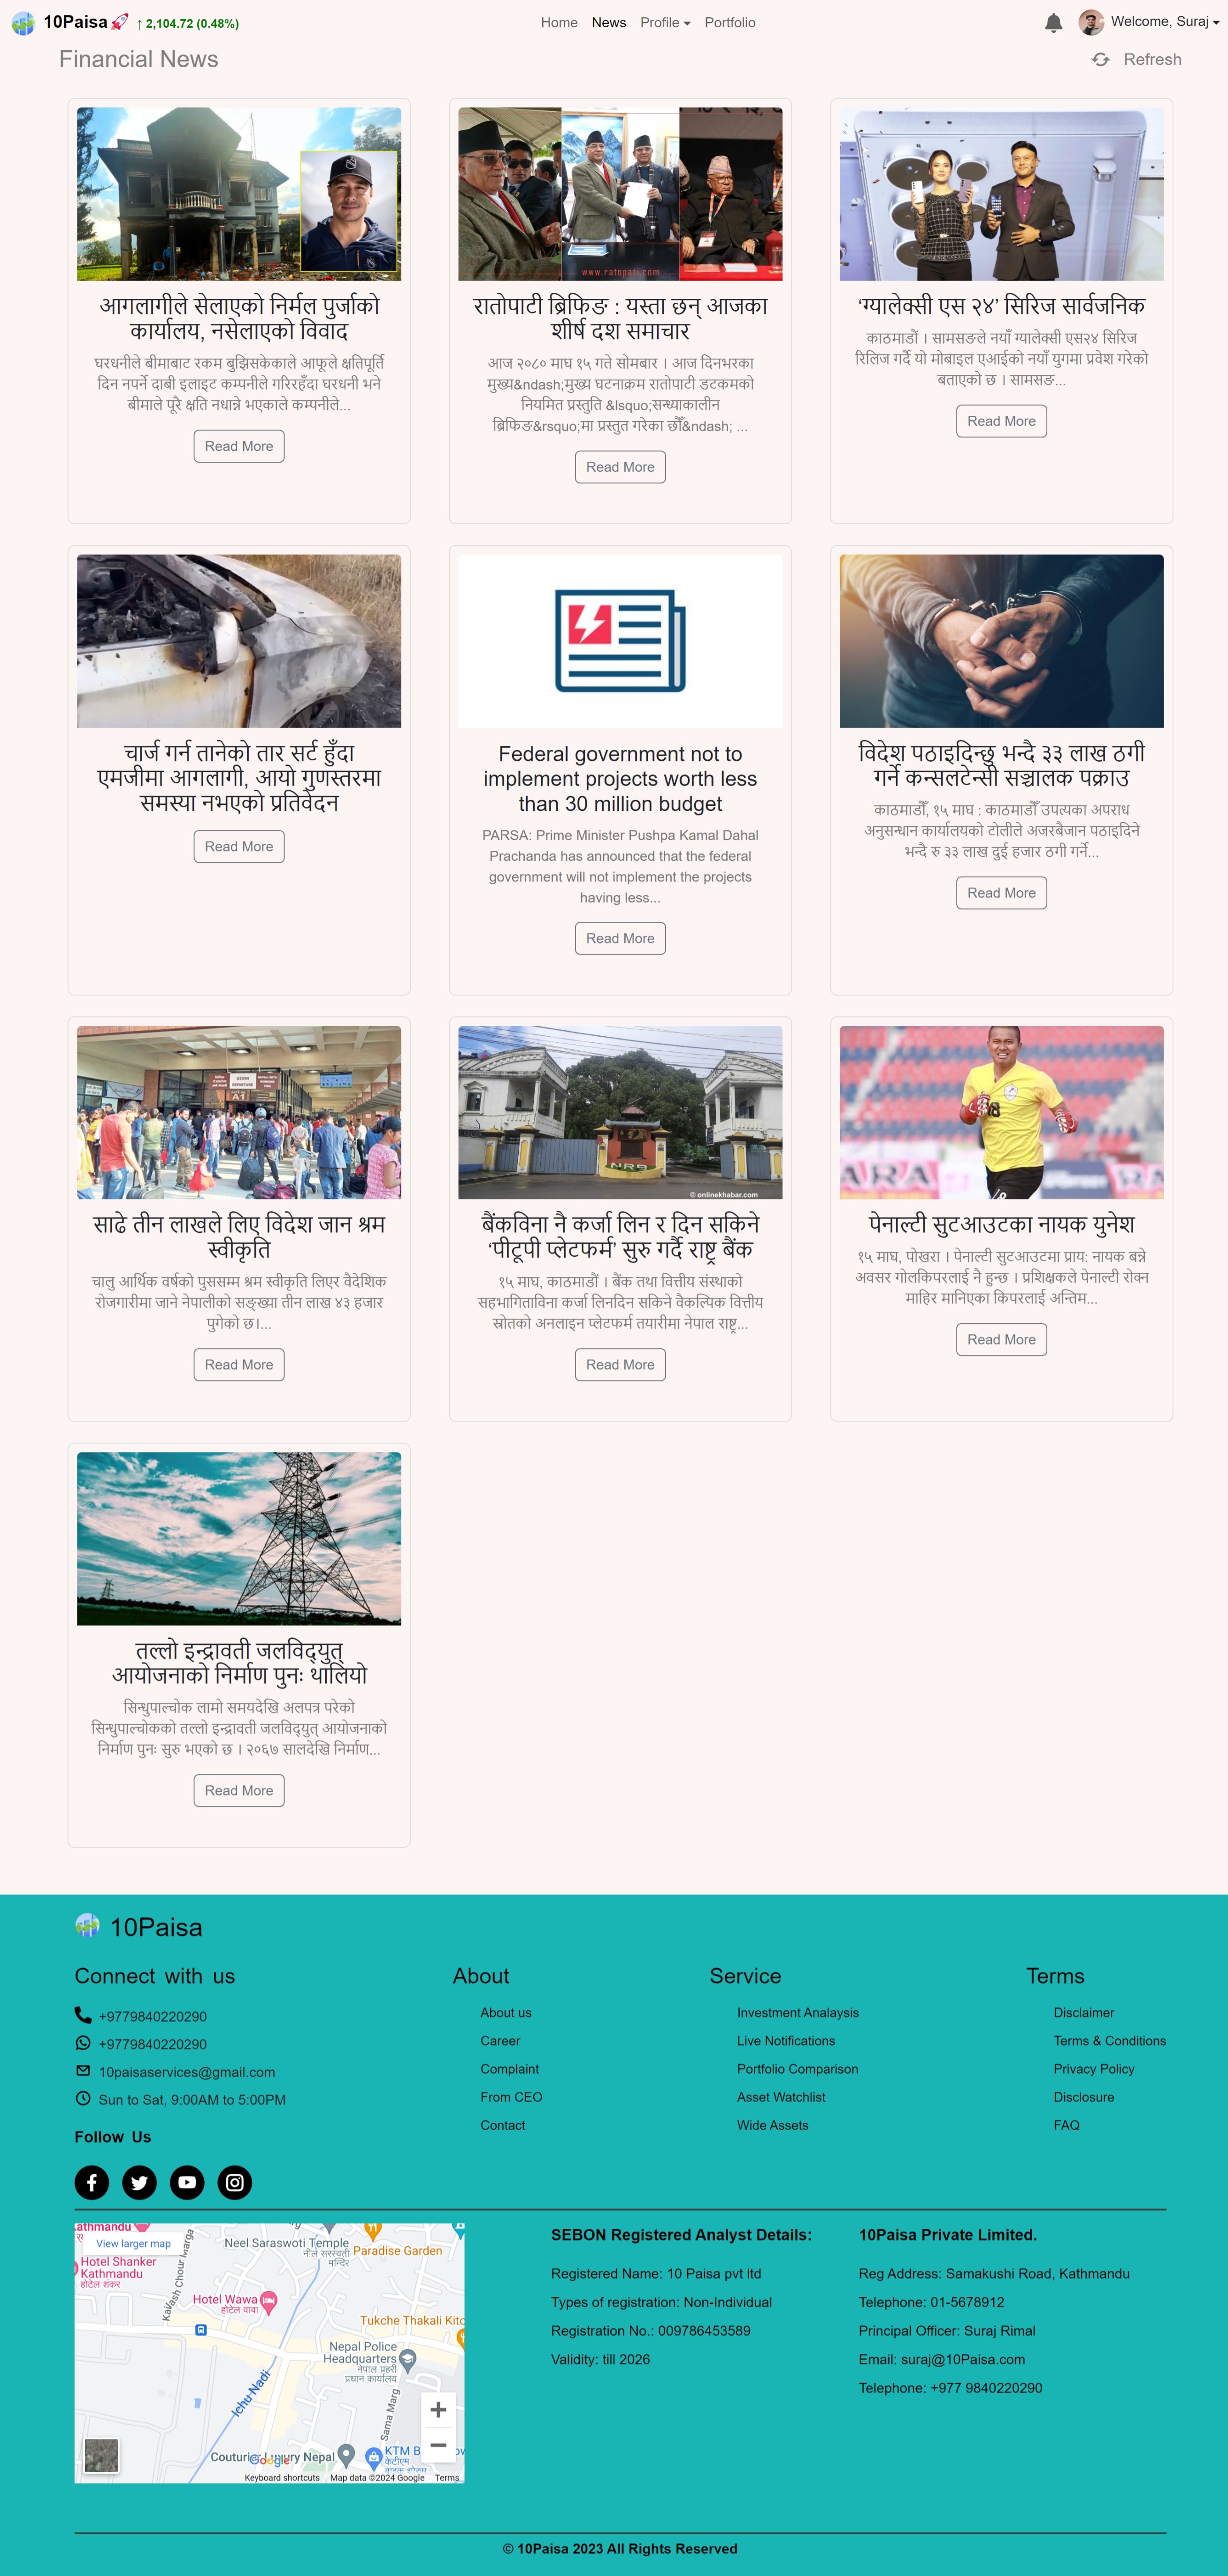 10Paisa🚀 ↑ 2,104.72 (0.48%)
Home News Profile Portfolio
Welcome, Suraj
Financial News
Refresh
आगलागीले सेलाएको निर्मल पुर्जाको
कार्यालय, नसेलाएको विवाद
घरधनीले बीमाबाट रकम बुझिसकेकाले आफूले क्षतिपूर्ति
दिन नपर्ने दाबी इलाइट कम्पनीले गरिरहँदा घरधनी भने
बीमाले पूरै क्षति नधान्ने भएकाले कम्पनीले...
Read More
www.ratopati.com
रातोपाटी ब्रिफिङ : यस्ता छन् आजका
शीर्ष दश समाचार
आज २०८० माघ १५ गते सोमबार । आज दिनभरका
मुख्य&ndash;मुख्य घटनाक्रम रातोपाटी डटकमको
नियमित प्रस्तुति &lsquo;सन्ध्याकालीन
ब्रिफिङ&rsquo;मा प्रस्तुत गरेका छौँ&ndash; ...
Read More
‘ग्यालेक्सी एस २४’ सिरिज सार्वजनिक
काठमाडौं । सामसङले नयाँ ग्यालेक्सी एस२४ सिरिज
रिलिज गर्दै यो मोबाइल एआईको नयाँ युगमा प्रवेश गरेको
बताएको छ । सामसङ...
Read More
चार्ज गर्न तानेको तार सर्ट हुँदा
एमजीमा आगलागी, आयो गुणस्तरमा
समस्या नभएको प्रतिवेदन
Read More
Federal government not to
implement projects worth less
than 30 million budget
PARSA: Prime Minister Pushpa Kamal Dahal
Prachanda has announced that the federal
government will not implement the projects
having less...
Read More
विदेश पठाइदिन्छु भन्दै ३३ लाख ठगी
गर्ने कन्सलटेन्सी सञ्चालक पक्राउ
काठमाडौँ, १५ माघ : काठमाडौँ उपत्यका अपराध
अनुसन्धान कार्यालयको टोलीले अजरबैजान पठाइदिने
भन्दै रु ३३ लाख दुई हजार ठगी गर्ने...
Read More
A1
साढे तीन लाखले लिए विदेश जान श्रम
स्वीकृति
चालु आर्थिक वर्षको पुससम्म श्रम स्वीकृति लिएर वैदेशिक
रोजगारीमा जाने नेपालीको सङ्ख्या तीन लाख ४३ हजार
पुगेको छ।...
Read More
NRB
© onlinekhabar.com
बैंकविना नै कर्जा लिन र दिन सकिने
‘पीटूपी प्लेटफर्म’ सुरु गर्दै राष्ट्र बैंक
१५ माघ, काठमाडौं । बैंक तथा वित्तीय संस्थाको
सहभागिताविना कर्जा लिनदिन सकिने वैकल्पिक वित्तीय
स्रोतको अनलाइन प्लेटफर्म तयारीमा नेपाल राष्ट्र...
Read More
पेनाल्टी सुटआउटका नायक युनेश
१५ माघ, पोखरा । पेनाल्टी सुटआउटमा प्राय: नायक बन्ने
अवसर गोलकिपरलाई नै हुन्छ । प्रशिक्षकले पेनाल्टी रोक्न
माहिर मानिएका किपरलाई अन्तिम...
Read More
तल्लो इन्द्रावती जलविद्युत्
आयोजनाको निर्माण पुनः थालियो
सिन्धुपाल्चोक लामो समयदेखि अलपत्र परेको
सिन्धुपाल्चोकको तल्लो इन्द्रावती जलविद्युत् आयोजनाको
निर्माण पुनः सुरु भएको छ । २०६७ सालदेखि निर्माण...
Read More
10Paisa
Connect with us
+9779840220290
+9779840220290
10paisaservices@gmail.com
Sun to Sat, 9:00AM to 5:00PM
Follow Us
About
About us
Career
Complaint
From CEO
Contact
Service
Investment Analaysis
Live Notifications
Portfolio Comparison
Asset Watchlist
Wide Assets
Terms
Disclaimer
Terms & Conditions
Privacy Policy
Disclosure
FAQ
View larger map
Hotel Shanker
Kathmandu
होटेल शंकर
Neel Saraswoti Temple
नील सरस्वती
मन्दिर
Paradise Garden
Hotel Wawa
होटेल वावा
Tukche Thakali Kitc
Nepal Police
Headquarters
नेपाल प्रहरी
प्रधान कार्यालय
Ichu Nadi
Sama Marg
Google
Keyboard shortcuts Map data ©2024 Google Terms
SEBON Registered Analyst Details:
Registered Name: 10 Paisa pvt ltd
Types of registration: Non-Individual
Registration No.: 009786453589
Validity: till 2026
10Paisa Private Limited.
Reg Address: Samakushi Road, Kathmandu
Telephone: 01-5678912
Principal Officer: Suraj Rimal
Email: suraj@10Paisa.com
Telephone: +977 9840220290
© 10Paisa 2023 All Rights Reserved